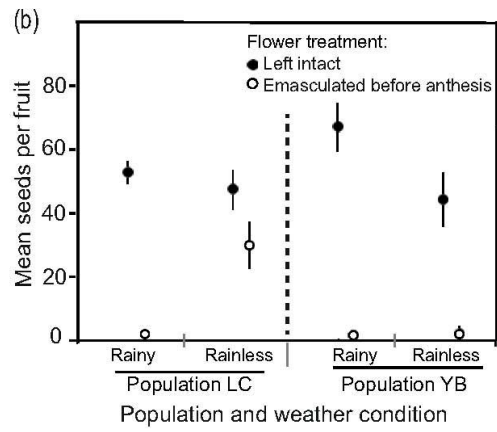 (b)
Flower treatment:
Left intact
Emasculated before anthesis
Mean seeds per fruit
80
60
40
20
0
Rainy Rainless Rainy Rainless
Population LC Population YB
Population and weather condition